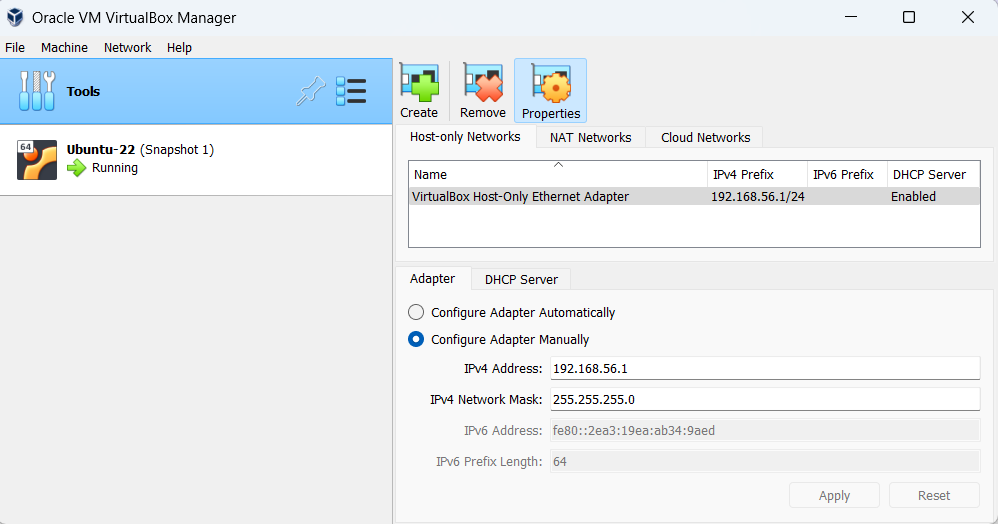 Oracle VM VirtualBox Manager
File Machine Network Help
Tools
64
Ubuntu-22 (Snapshot 1)
Running
Create Remove Properties
Host-only Networks NAT Networks Cloud Networks
Name IPv4 Prefix IPv6 Prefix DHCP Server
VirtualBox Host-Only Ethernet Adapter 192.168.56.1/24 Enabled
Adapter DHCP Server
Configure Adapter Automatically
Configure Adapter Manually
IPv4 Address: 192.168.56.1
IPv4 Network Mask: 255.255.255.0
IPv6 Address: fe80::2ea3:19ea:ab34:9aed
IPv6 Prefix Length: 64
Apply Reset